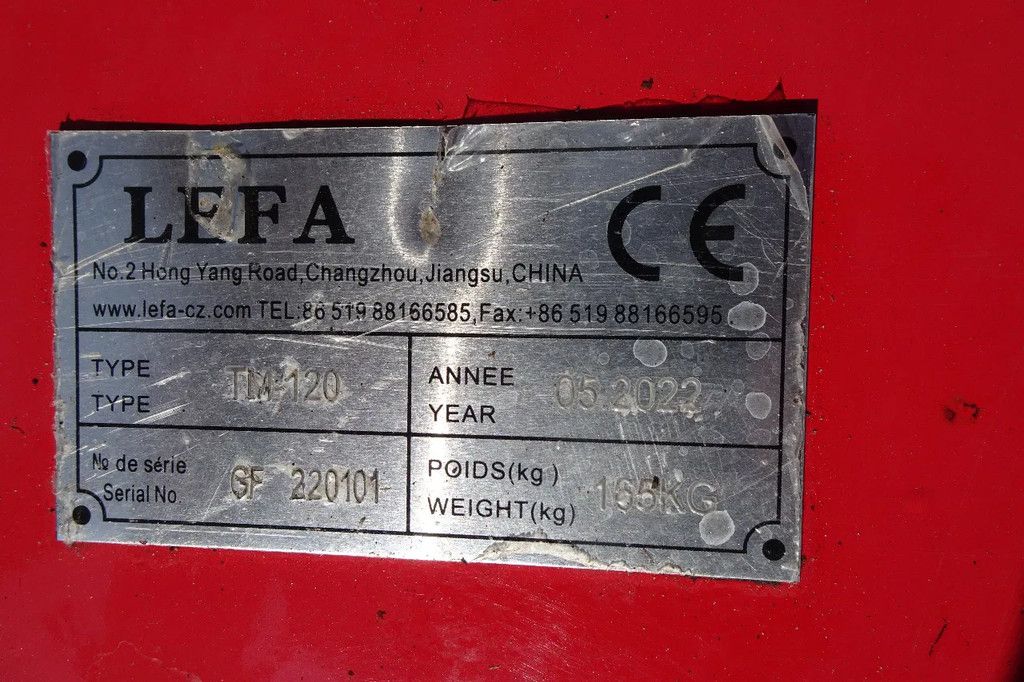 LEFA
CE
No.2 Hong Yang Road,Changzhou,Jiangsu,CHINA
www.lefa-cz.com TEL:86 519 88166585,Fax:+86 519 88166595
TYPE
TYPE
TM-120
ANNEE
YEAR
05.2022
№ de série
Serial No.
GF 220101
POIDS(kg)
WEIGHT(kg)
165KG